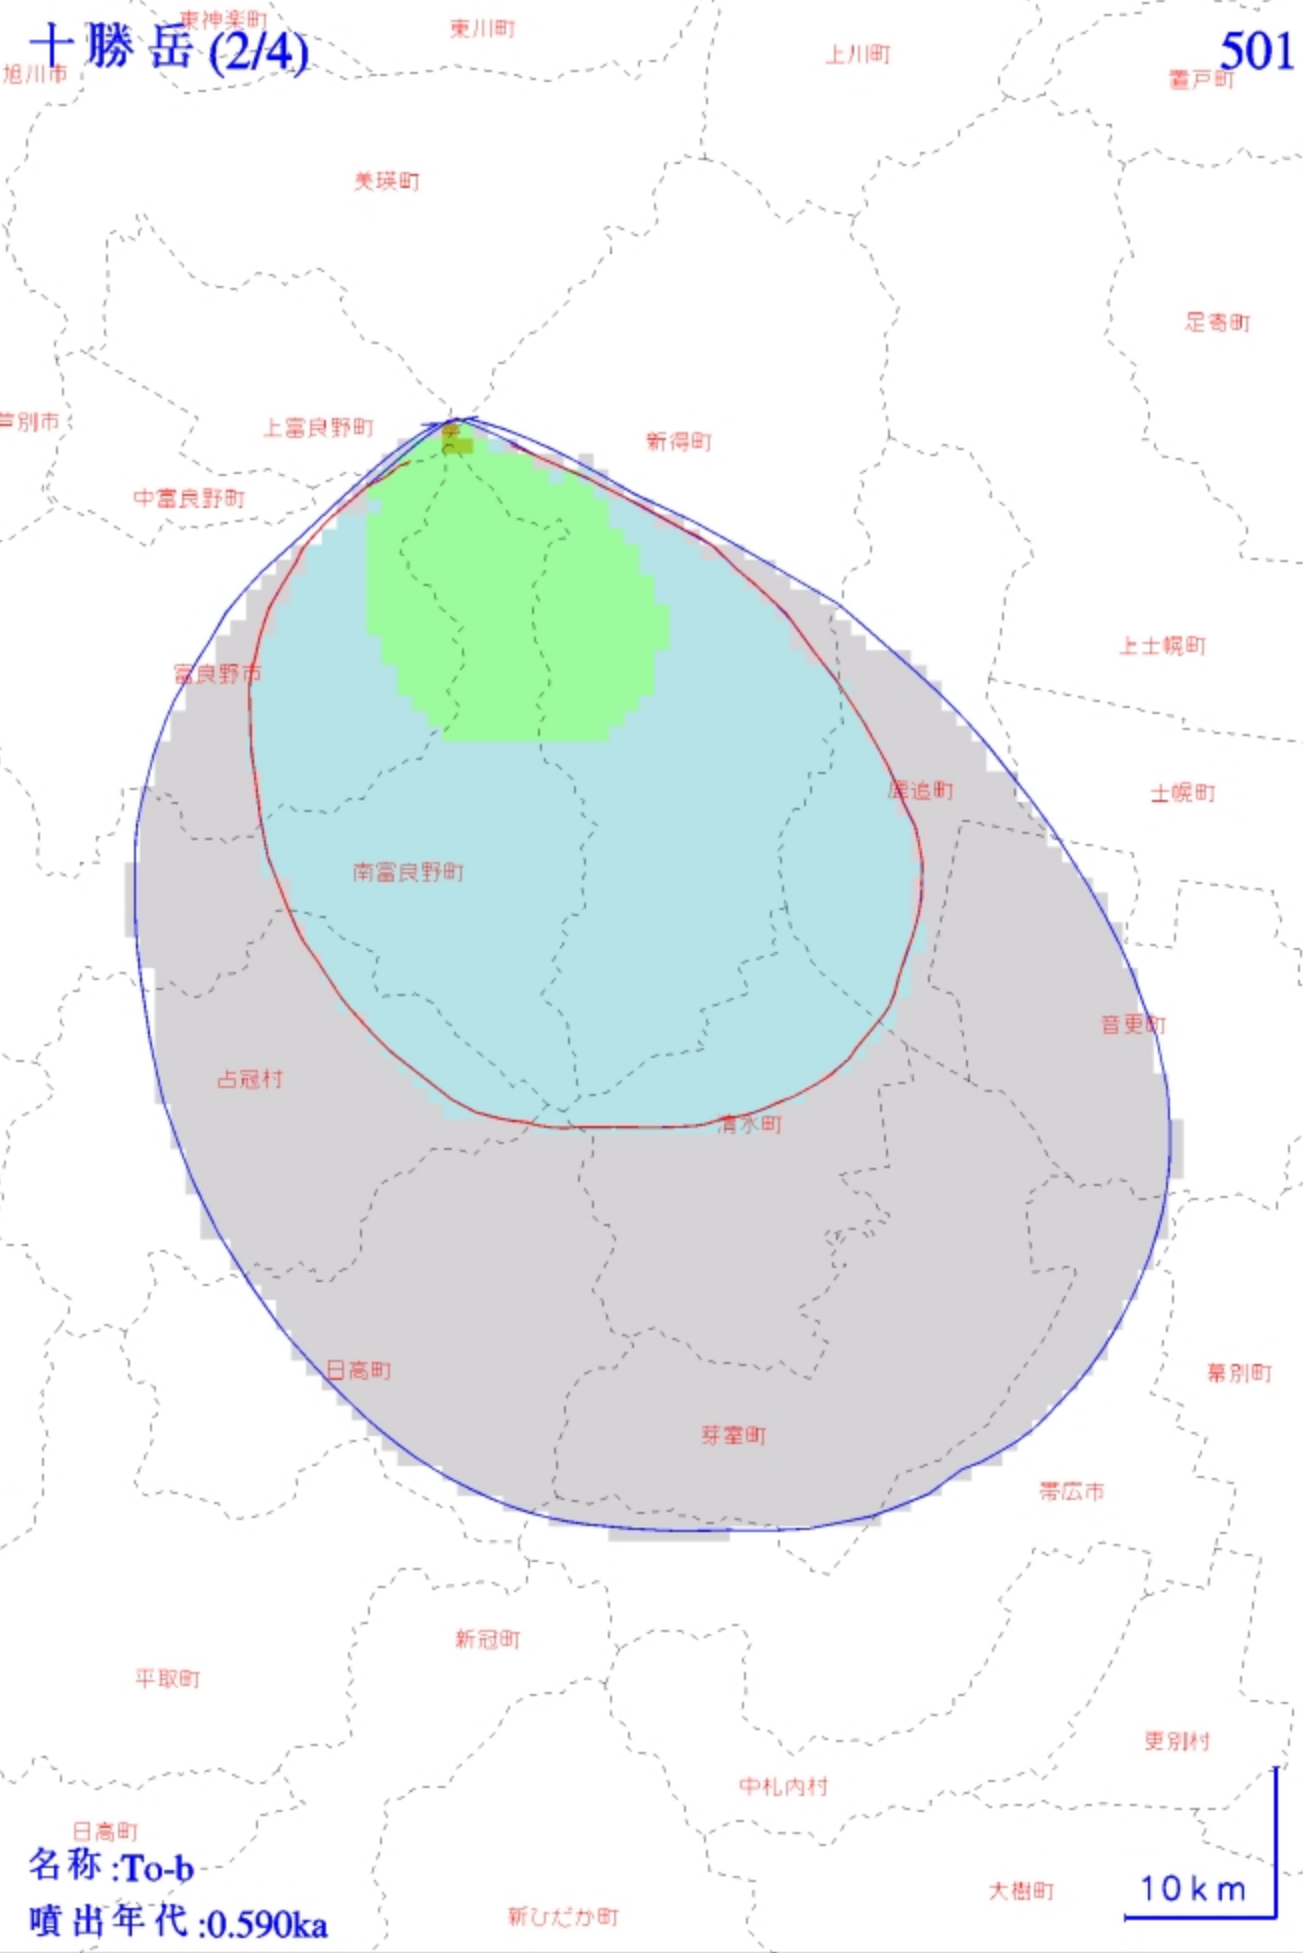 十勝岳(2/4)
501
東神楽町
東川町
上川町
旭川市
置戸町
美瑛町
足寄町
芦別市
上富良野町
新得町
中富良野町
上士幌町
富良野市
鹿追町
士幌町
南富良野町
音更町
占冠村
清水町
日高町
幕別町
芽室町
帯広市
新冠町
平取町
更別村
中札内村
日高町
名称:To-b
大樹町
10km
新ひだか町
噴出年代:0.590ka